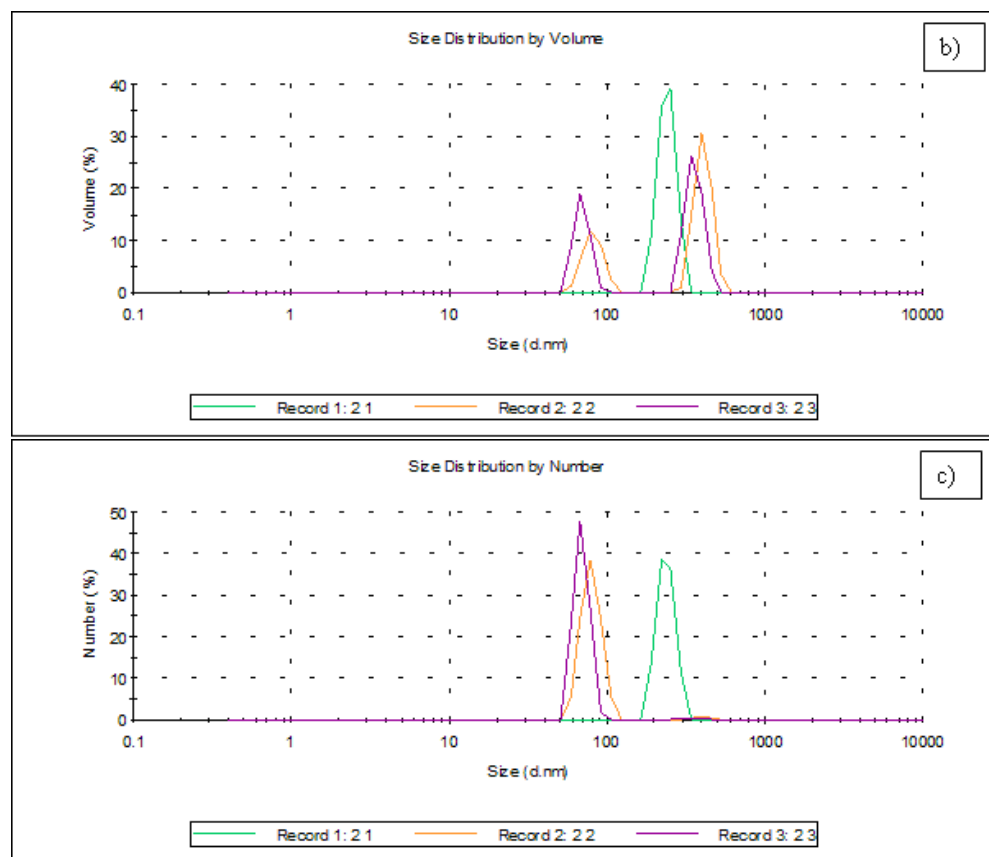 Size Distribution by Volume
b)
40
30
20
10
0
Volume (%)
0.1 1 10 100 1000 10000
Size (d.nm)
Record 1: 2 1 Record 2: 2 2 Record 3: 2 3
Size Distribution by Number
c)
50
40
30
20
10
0
Number (%)
0.1 1 10 100 1000 10000
Size (d.nm)
Record 1: 2 1 Record 2: 2 2 Record 3: 2 3